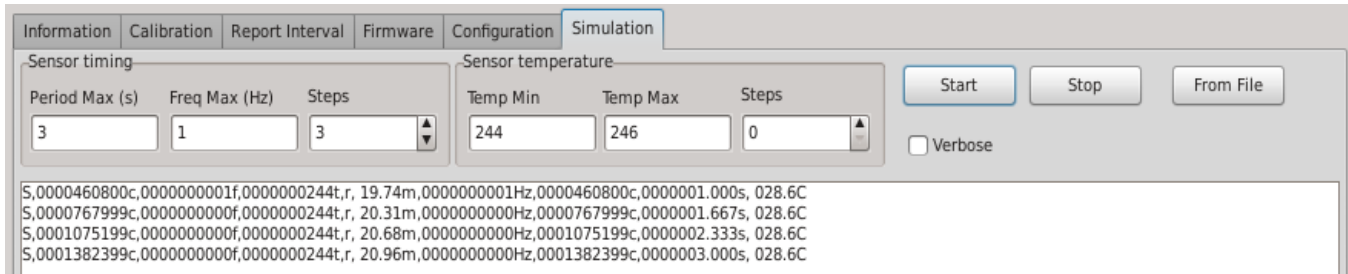 Information Calibration Report Interval Firmware Configuration Simulation
Sensor timing Sensor temperature
Period Max (s) Freq Max (Hz) Steps Temp Min Temp Max Steps Start Stop From File
3 1 3 244 246 0
Verbose
S,0000460800c,0000000001f,0000000244t,r, 19.74m,0000000001Hz,0000460800c,0000001.000s, 028.6C
S,0000767999c,0000000000f,0000000244t,r, 20.31m,0000000000Hz,0000767999c,0000001.667s, 028.6C
S,0001075199c,0000000000f,0000000244t,r, 20.68m,0000000000Hz,0001075199c,0000002.333s, 028.6C
S,0001382399c,0000000000f,0000000244t,r, 20.96m,0000000000Hz,0001382399c,0000003.000s, 028.6C